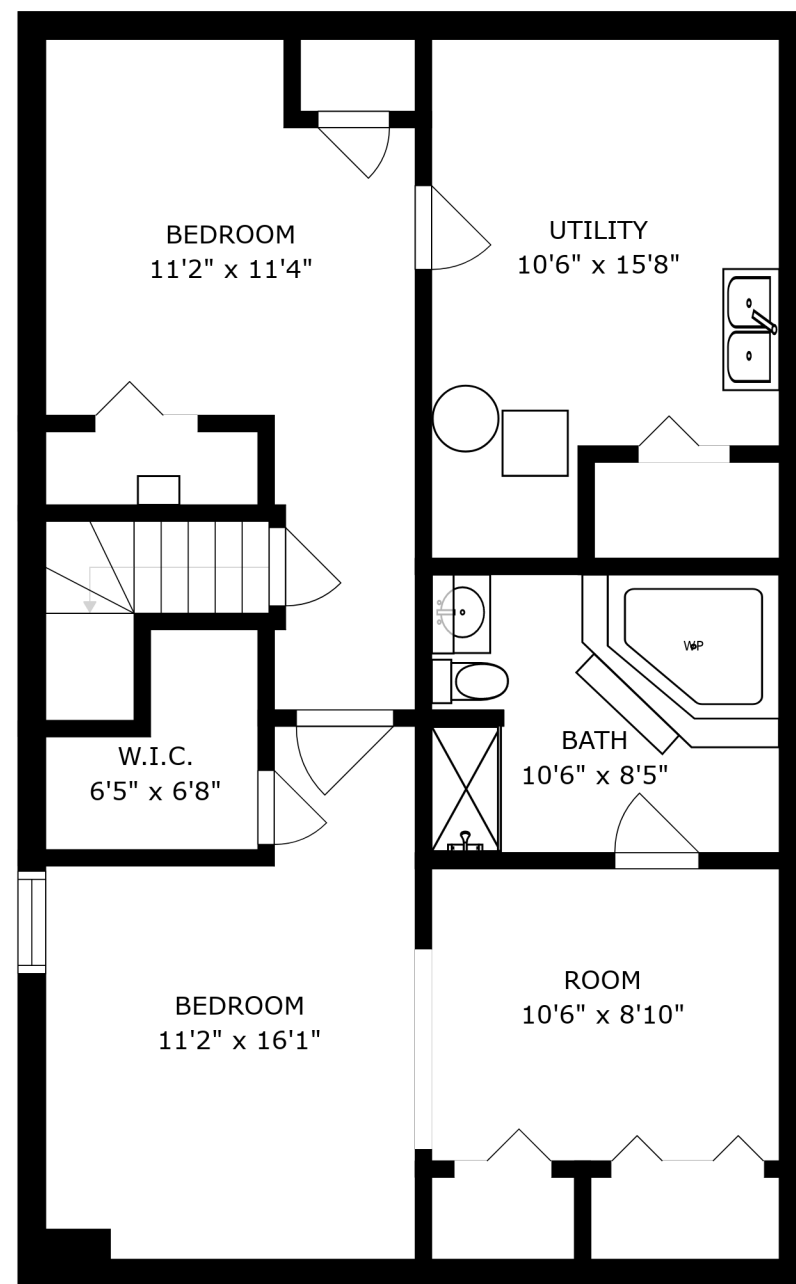 BEDROOM
11'2" x 11'4"
UTILITY
10'6" x 15'8"
WP
W.I.C.
6'5" x 6'8"
BATH
10'6" x 8'5"
BEDROOM
11'2" x 16'1"
ROOM
10'6" x 8'10"